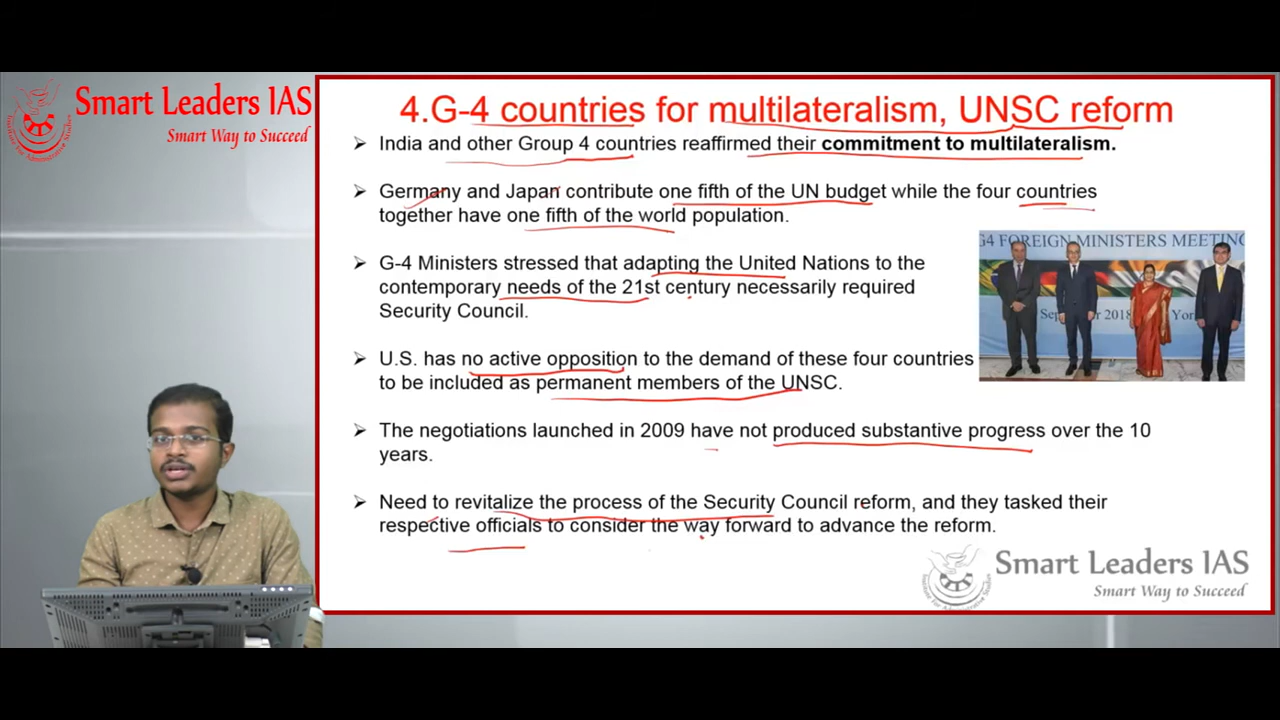 Smart Leaders IAS
Smart Way to Succeed
4.G-4 countries for multilateralism, UNSC reform
➢ India and other Group 4 countries reaffirmed their commitment to multilateralism.
➢ Germany and Japan contribute one fifth of the UN budget while the four countries
together have one fifth of the world population.
➢ G-4 Ministers stressed that adapting the United Nations to the
contemporary needs of the 21st century necessarily required
Security Council.
G4 FOREIGN MINISTERS MEETING
2018
➢ U.S. has no active opposition to the demand of these four countries
to be included as permanent members of the UNSC.
➢ The negotiations launched in 2009 have not produced substantive progress over the 10
years.
➢ Need to revitalize the process of the Security Council reform, and they tasked their
respective officials to consider the way forward to advance the reform.
Smart Leaders IAS
Smart Way to Succeed